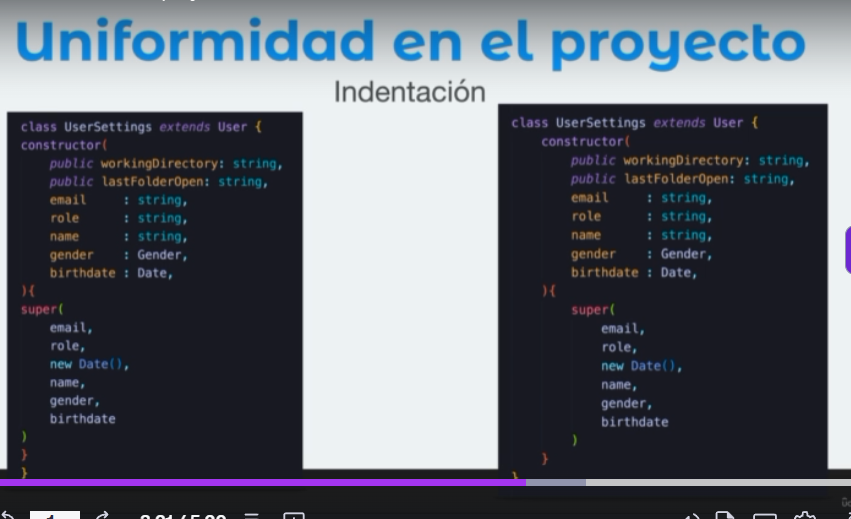 Uniformidad en el proyecto
Indentación
class UserSettings extends User {
constructor(
public workingDirectory: string,
public lastFolderOpen: string,
email : string,
role : string,
name : string,
gender : Gender,
birthdate : Date,
){
super(
email,
role,
new Date(),
name,
gender,
birthdate
)
}
}
class UserSettings extends User {
constructor(
public workingDirectory: string,
public lastFolderOpen: string,
email : string,
role : string,
name : string,
gender : Gender,
birthdate : Date,
){
super(
email,
role,
new Date(),
name,
gender,
birthdate
)
}
}